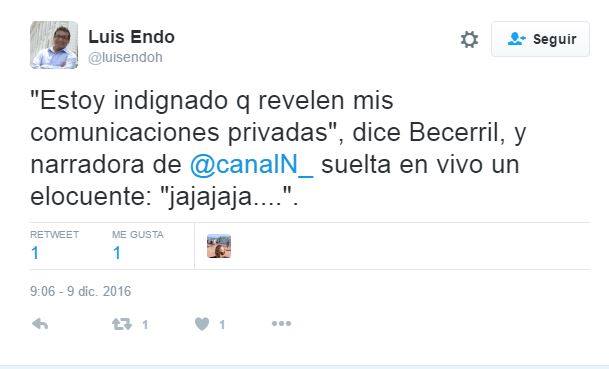 Luis Endo
@luisendoh
Seguir
"Estoy indignado q revelen mis
comunicaciones privadas", dice Becerril, y
narradora de @canalN_ suelta en vivo un
elocuente: "jajajaja....".
RETWEET ME GUSTA
1 1
9:06 - 9 dic. 2016
1 1